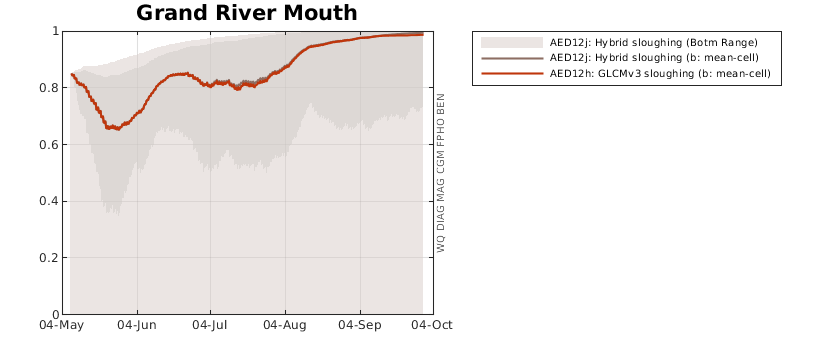 Grand River Mouth
1
0.8
0.6
0.4
0.2
0
04-May
04-Jun
04-Jul
04-Aug
04-Sep
04-Oct
WQ DIAG MAG CGM FPHO BEN
AED12j: Hybrid sloughing (Botm Range)
AED12j: Hybrid sloughing (b: mean-cell)
AED12h: GLCMv3 sloughing (b: mean-cell)